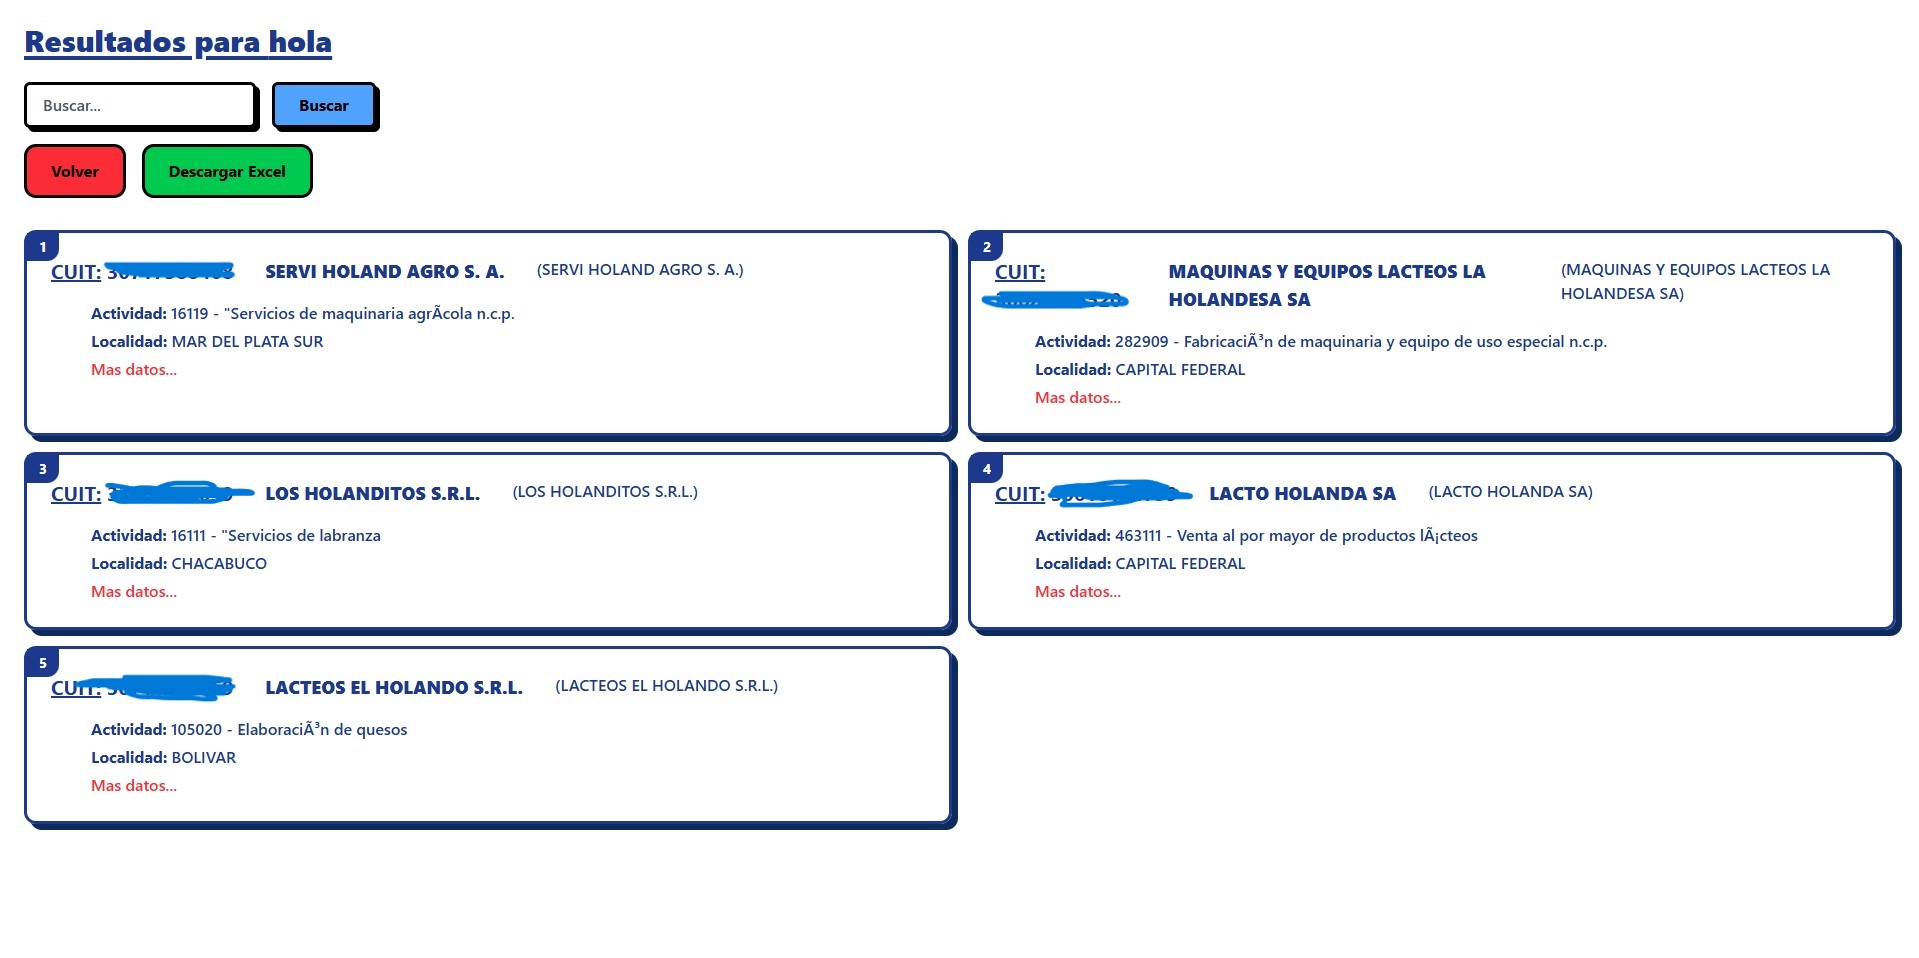 Resultados para hola
Buscar...
Buscar
Volver
Descargar Excel
1
CUIT:
SERVI HOLAND AGRO S. A.
(SERVI HOLAND AGRO S. A.)
Actividad: 16119 - "Servicios de maquinaria agrÃcola n.c.p.
Localidad: MAR DEL PLATA SUR
Mas datos...
2
CUIT:
MAQUINAS Y EQUIPOS LACTEOS LA
HOLANDESA SA
(MAQUINAS Y EQUIPOS LACTEOS LA
HOLANDESA SA)
Actividad: 282909 - FabricaciÃ³n de maquinaria y equipo de uso especial n.c.p.
Localidad: CAPITAL FEDERAL
Mas datos...
3
CUIT:
LOS HOLANDITOS S.R.L.
(LOS HOLANDITOS S.R.L.)
Actividad: 16111 - "Servicios de labranza
Localidad: CHACABUCO
Mas datos...
4
CUIT:
LACTO HOLANDA SA
(LACTO HOLANDA SA)
Actividad: 463111 - Venta al por mayor de productos lÃ¡cteos
Localidad: CAPITAL FEDERAL
Mas datos...
5
CUIT:
LACTEOS EL HOLANDO S.R.L.
(LACTEOS EL HOLANDO S.R.L.)
Actividad: 105020 - ElaboraciÃ³n de quesos
Localidad: BOLIVAR
Mas datos...